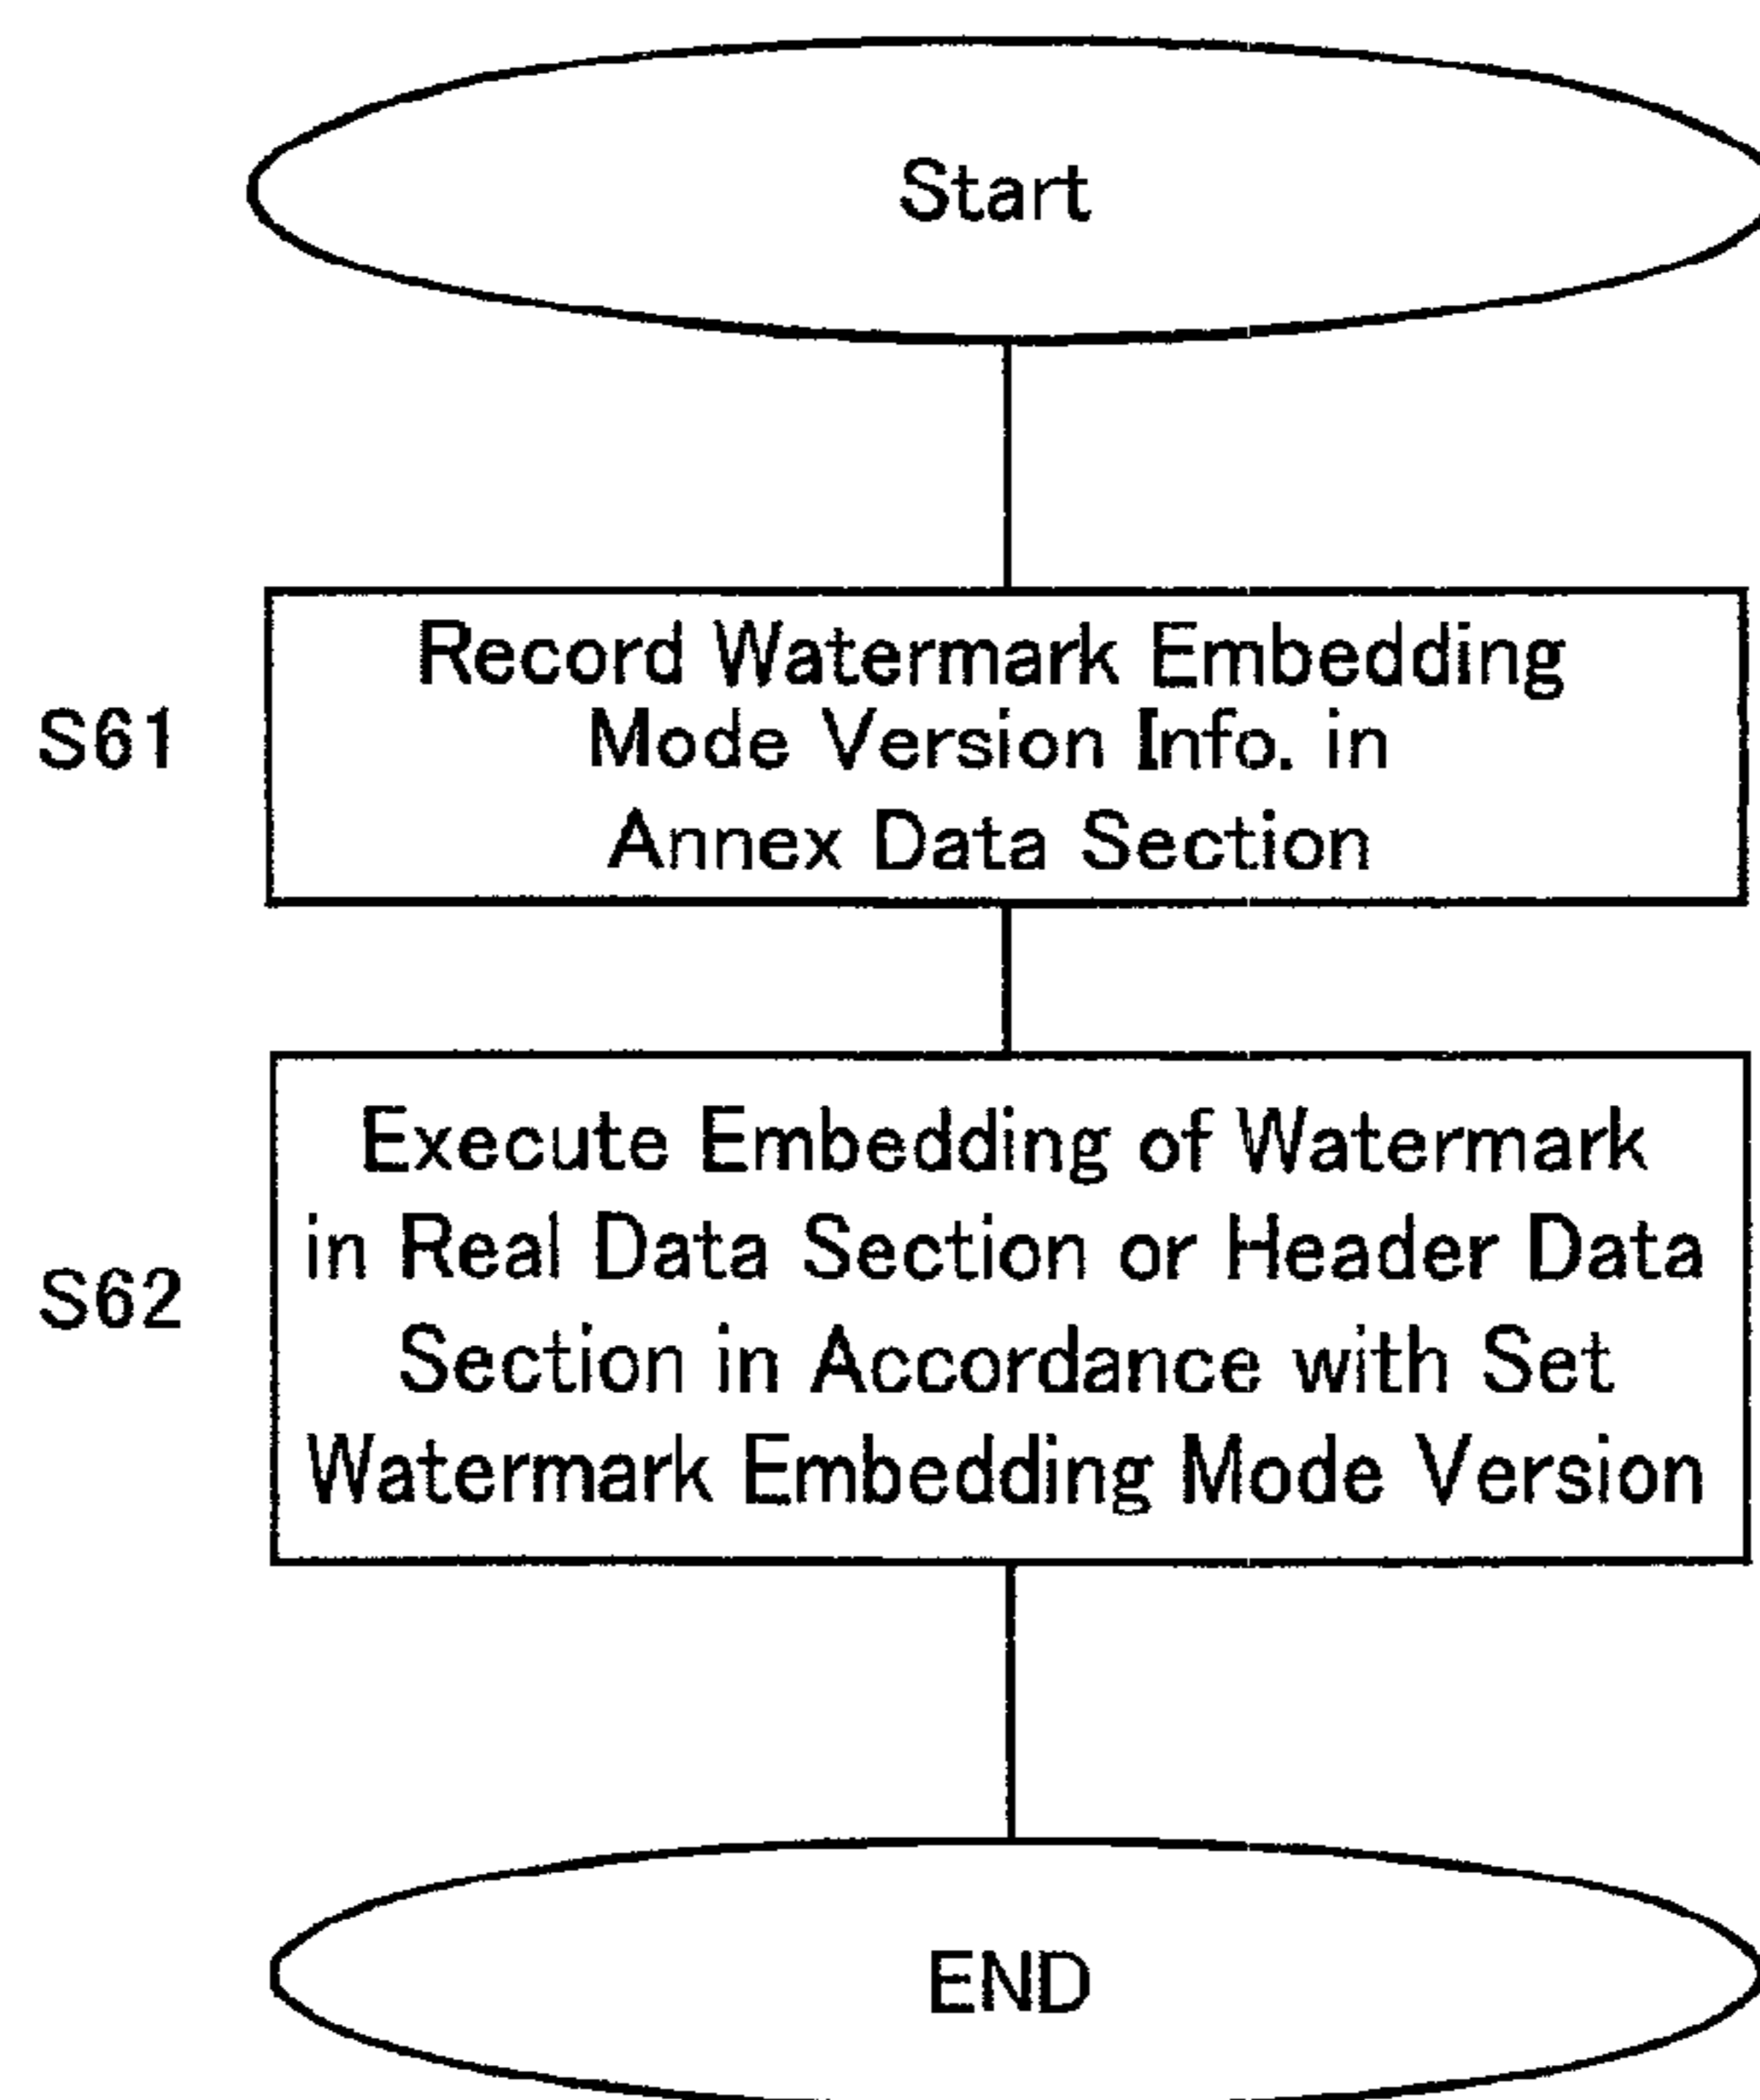 Start
S61
Record Watermark Embedding
Mode Version Info. in
Annex Data Section
S62
Execute Embedding of Watermark
in Real Data Section or Header Data
Section in Accordance with Set
Watermark Embedding Mode Version
END